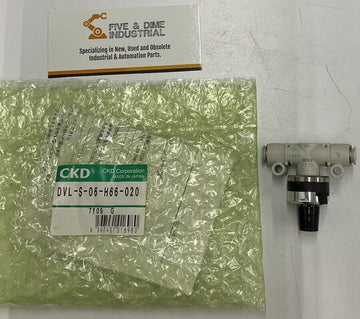 FIVE & DIME
INDUSTRIAL
Specializing in New, Used and Obsolete
Industrial & Automation Parts.
CKD CKD Corporation
MADE IN JAPAN
DVL-S-06-H66-020